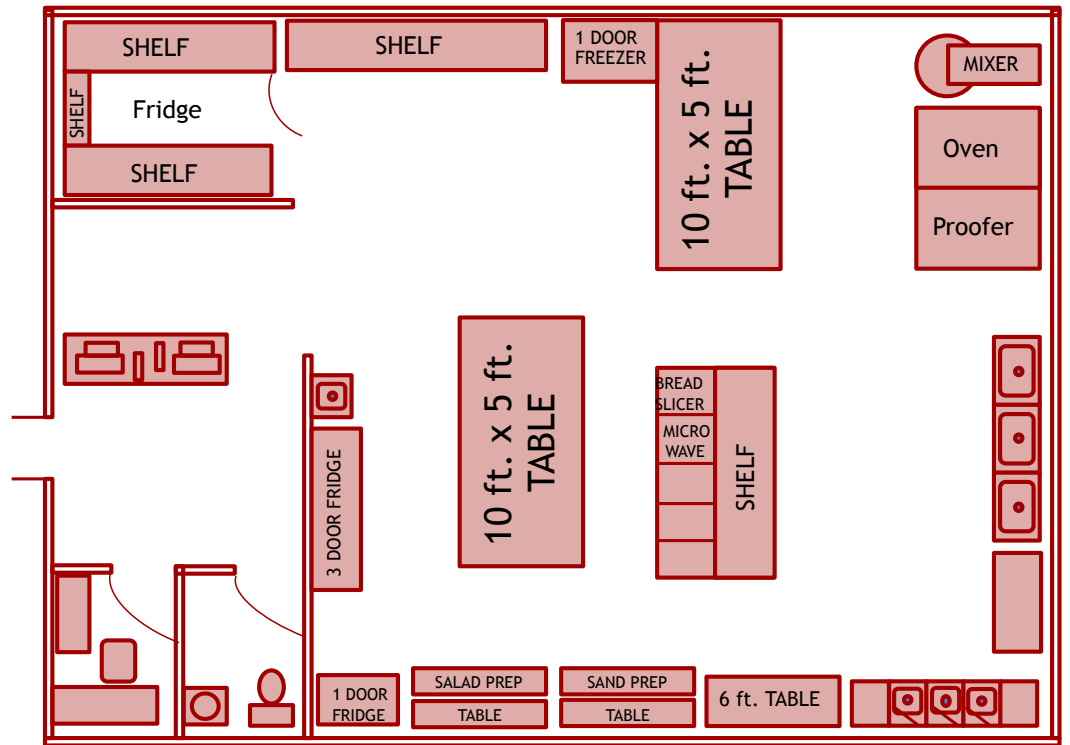 SHELF
SHELF
1 DOOR
FREEZER
10 ft. x 5 ft.
TABLE
MIXER
SHELF
Fridge
Oven
SHELF
Proofer
10 ft. x 5 ft.
TABLE
BREAD
SLICER
MICRO
WAVE
SHELF
3 DOOR FRIDGE
1 DOOR
FRIDGE
SALAD PREP
TABLE
SAND PREP
TABLE
6 ft. TABLE